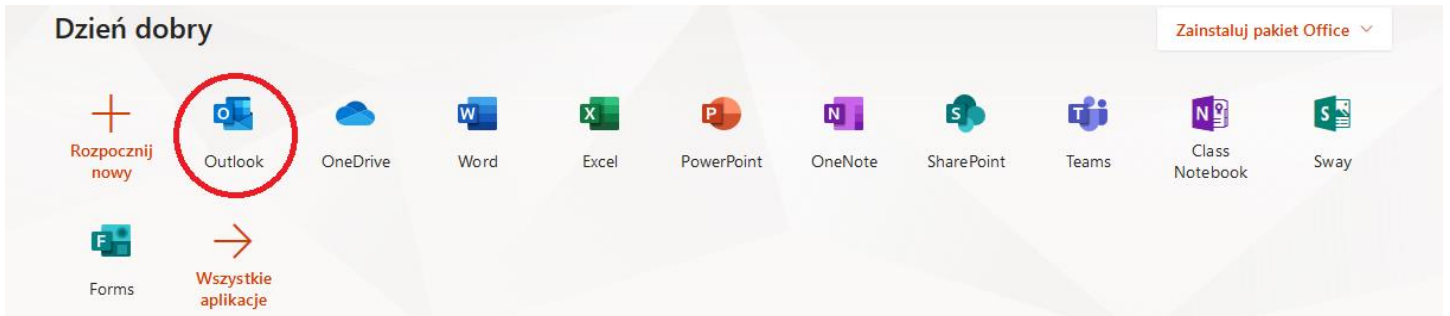 Dzień dobry
Zainstaluj pakiet Office
Rozpocznij
nowy
Outlook
OneDrive
Word
Excel
PowerPoint
OneNote
SharePoint
Teams
Class
Notebook
Sway
Forms
Wszystkie
aplikacje